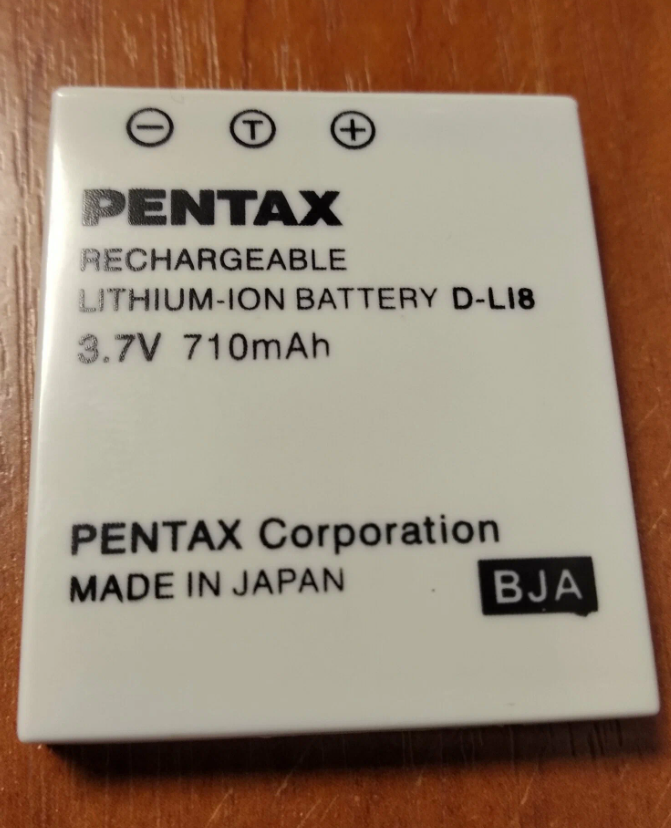 ⊖ Ⓣ ⊕
PENTAX
RECHARGEABLE
LITHIUM-ION BATTERY D-LI8
3.7V 710mAh
PENTAX Corporation
MADE IN JAPAN
BJA